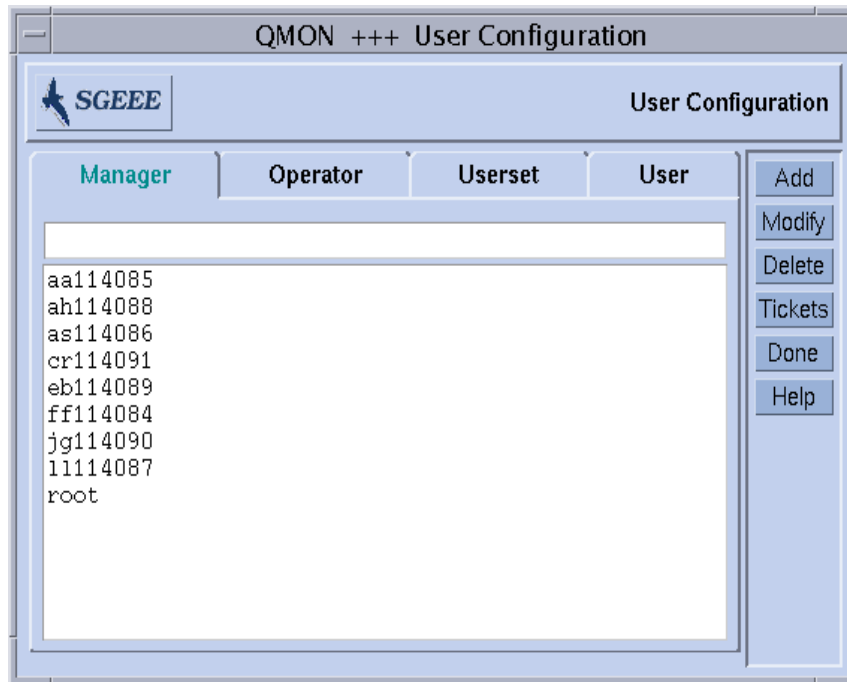 QMON +++ User Configuration
SGEEE
User Configuration
Manager Operator Userset User
Add
Modify
Delete
Tickets
Done
Help
aa114085
ah114088
as114086
cr114091
eb114089
ff114084
jg114090
ll114087
root